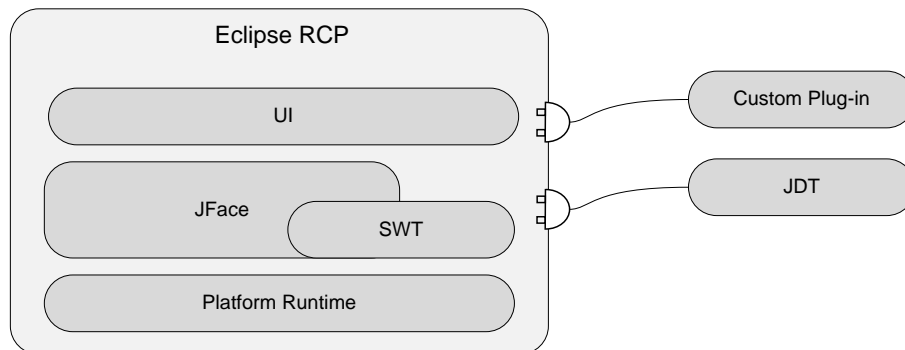 Eclipse RCP
UI
Custom Plug-in
JFace
JDT
SWT
Platform Runtime